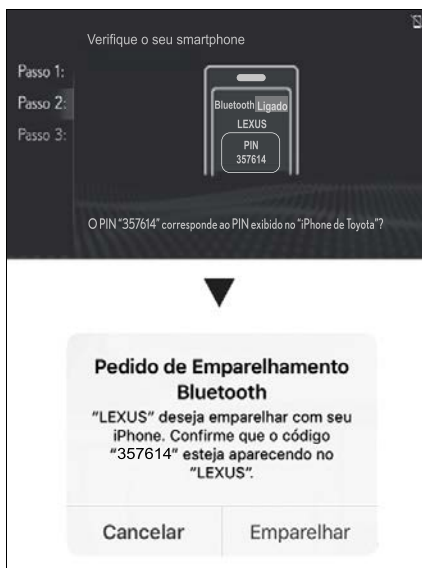 Verifique o seu smartphone
Passo 1:
Passo 2:
Passo 3:
Bluetooth Ligado
LEXUS
PIN
357614
O PIN "357614" corresponde ao PIN exibido no "iPhone de Toyota"?
Pedido de Emparelhamento
Bluetooth
"LEXUS" deseja emparelhar com seu
iPhone. Confirme que o código
"357614" esteja aparecendo no
"LEXUS".
Cancelar Emparelhar